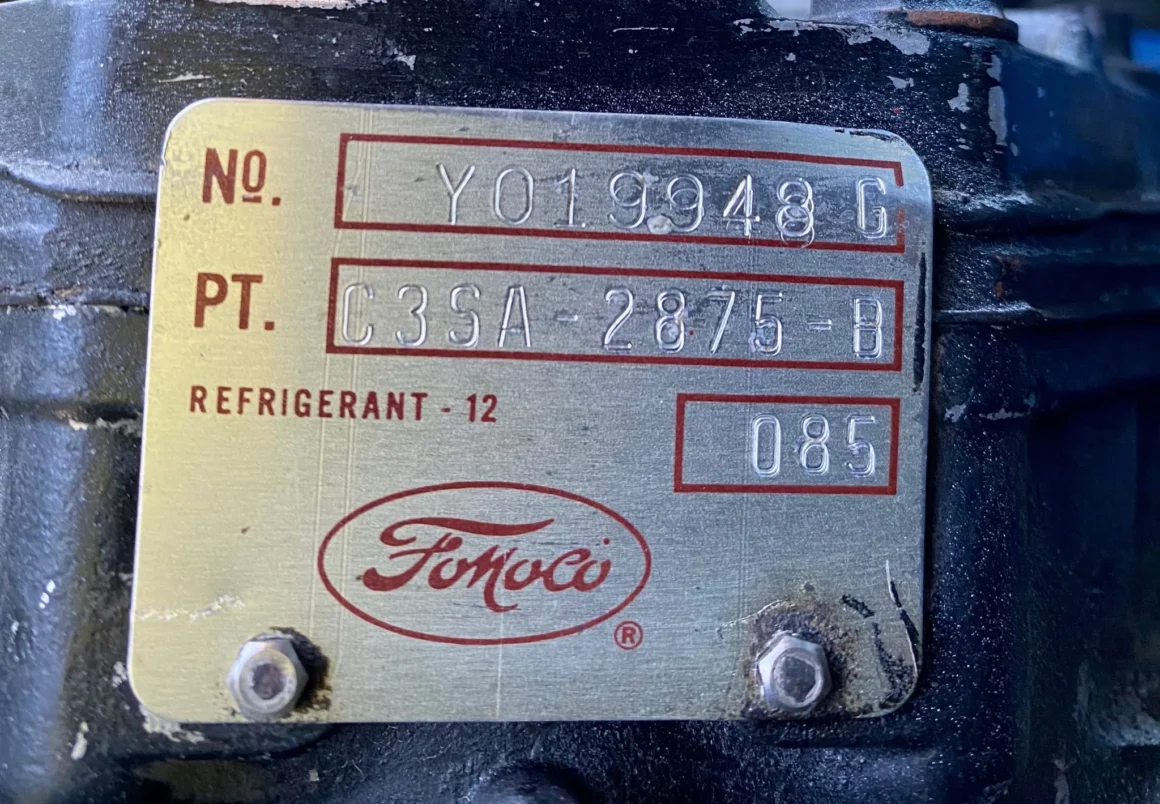 Nº. Y019948 G
PT. C3SA-2875-B
REFRIGERANT - 12
085
FoMoCo
®